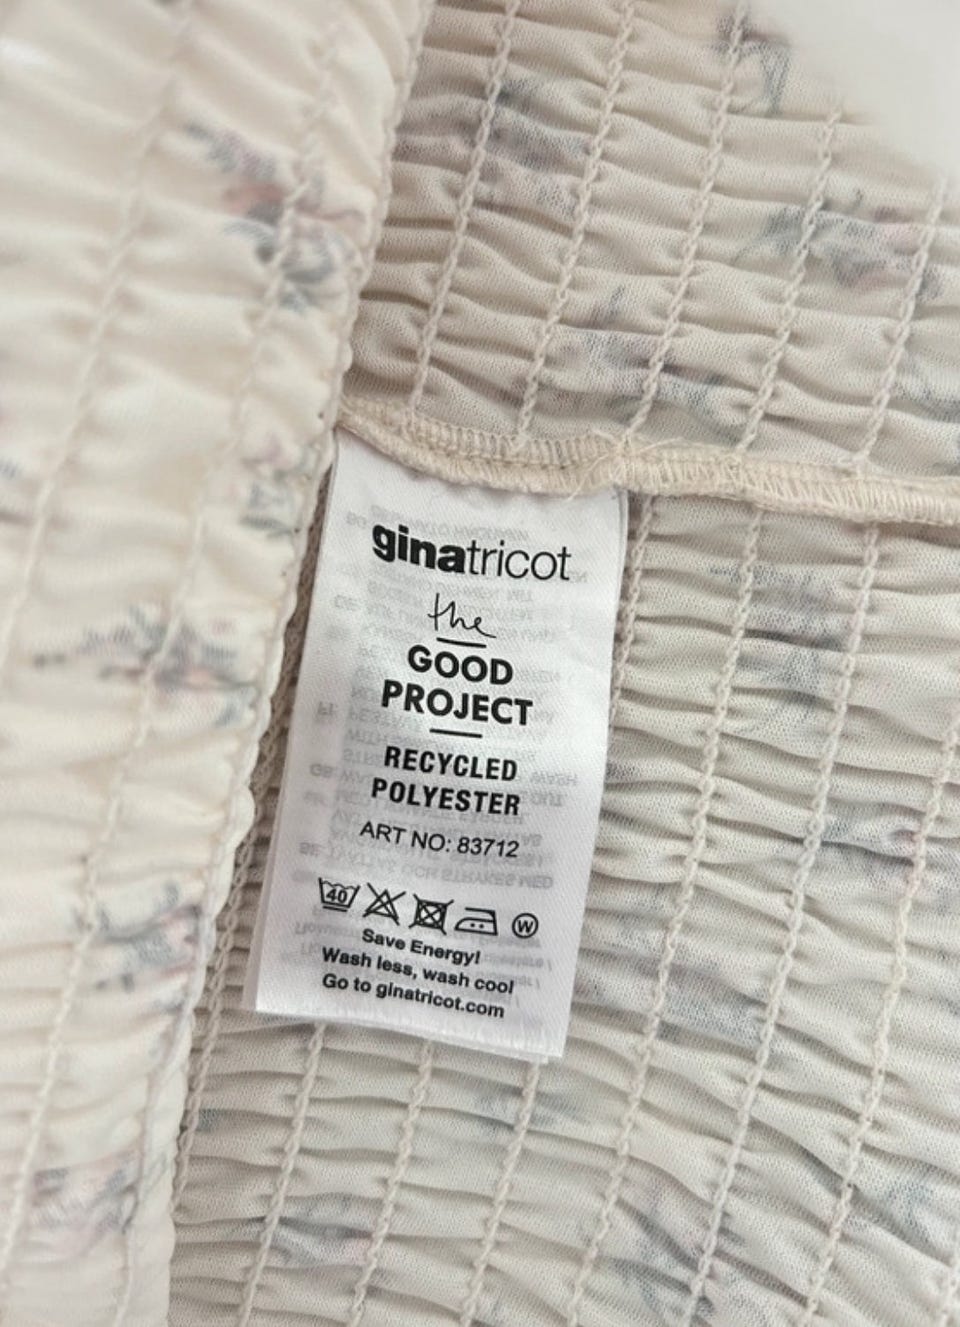 ginatricot
the
GOOD
PROJECT
RECYCLED
POLYESTER
ART NO: 83712
40 W
Save Energy!
Wash less, wash cool
Go to ginatricot.com